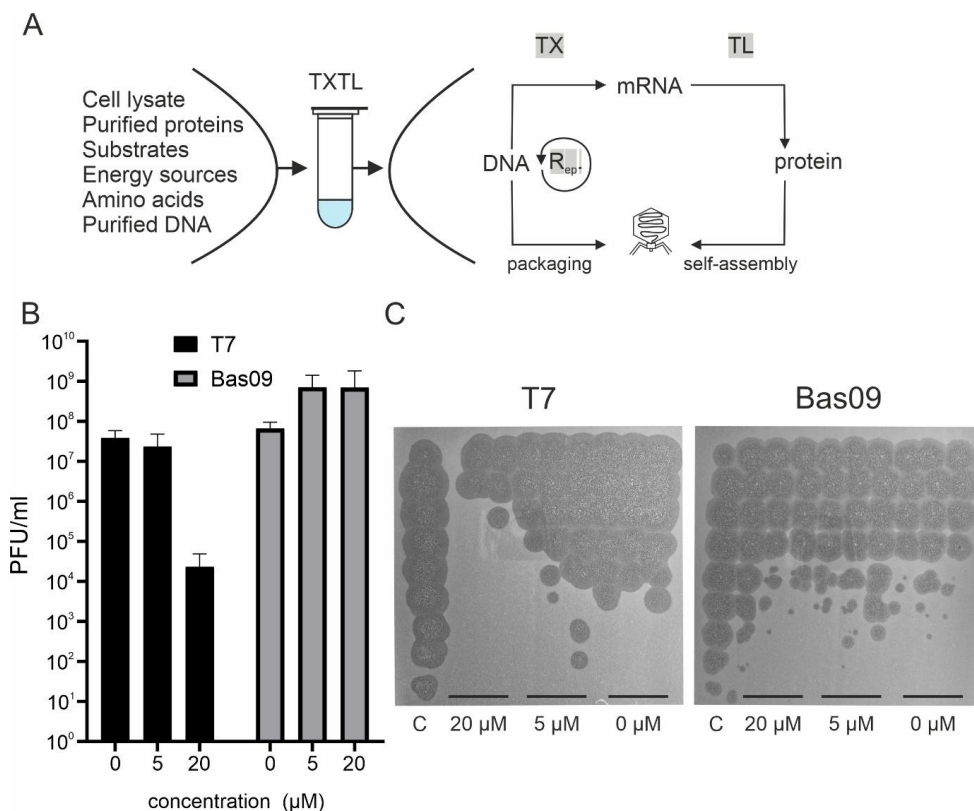 A
TX
TL
TXTL
mRNA
Cell lysate
Purified proteins
Substrates
Energy sources
Amino acids
Purified DNA
DNA
Rep.
protein
packaging
self-assembly
B
C
10¹⁰
10⁹
10⁸
10⁷
10⁶
10⁵
10⁴
10³
10²
10¹
10⁰
PFU/ml
T7
Bas09
0 5 20 0 5 20
concentration (µM)
T7
Bas09
C 20 µM 5 µM 0 µM
C 20 µM 5 µM 0 µM